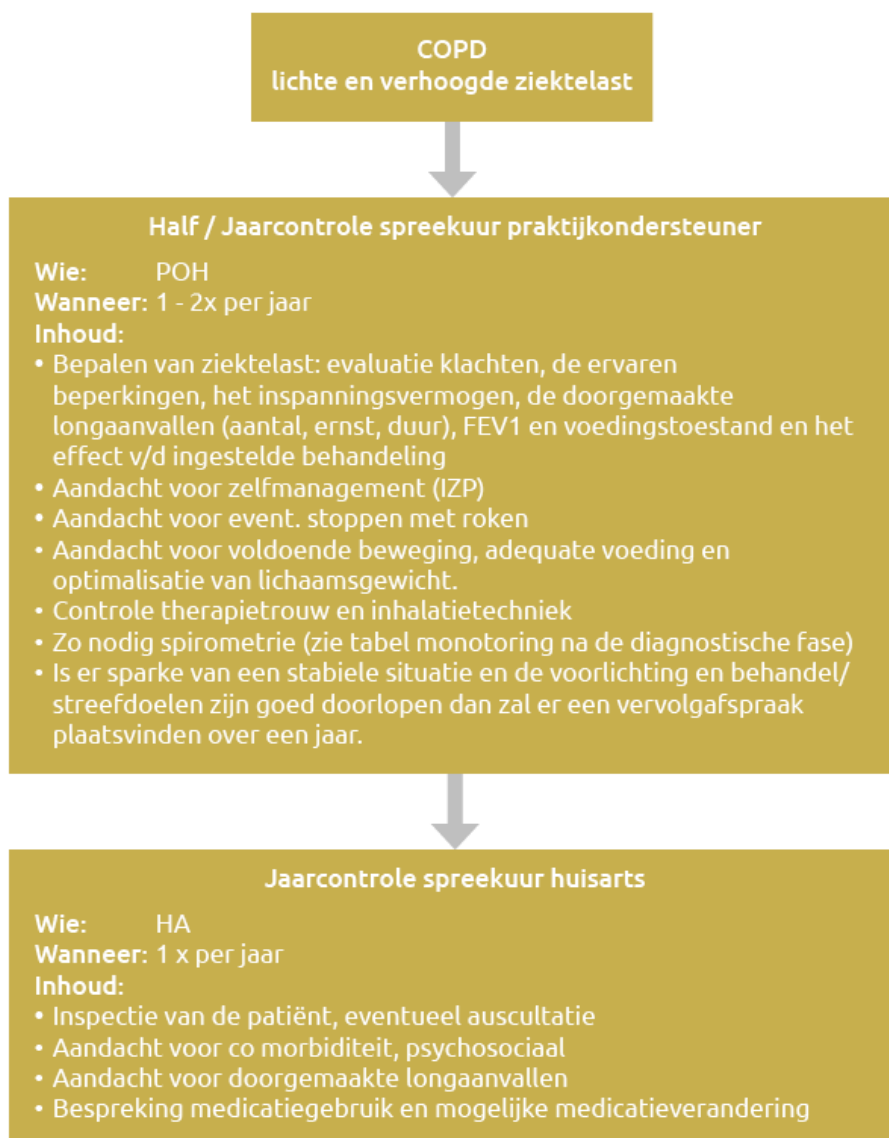 COPD
lichte en verhoogde ziektelast
Half / Jaarcontrole spreekuur praktijkondersteuner
Wie: POH
Wanneer: 1 - 2x per jaar
Inhoud:
• Bepalen van ziektelast: evaluatie klachten, de ervaren
beperkingen, het inspanningsvermogen, de doorgemaakte
longaanvallen (aantal, ernst, duur), FEV1 en voedingstoestand en het
effect v/d ingestelde behandeling
• Aandacht voor zelfmanagement (IZP)
• Aandacht voor event. stoppen met roken
• Aandacht voor voldoende beweging, adequate voeding en
optimalisatie van lichaamsgewicht.
• Controle therapietrouw en inhalatietechniek
• Zo nodig spirometrie (zie tabel monotoring na de diagnostische fase)
• Is er sparke van een stabiele situatie en de voorlichting en behandel/
streefdoelen zijn goed doorlopen dan zal er een vervolgafspraak
plaatsvinden over een jaar.
Jaarcontrole spreekuur huisarts
Wie: HA
Wanneer: 1 x per jaar
Inhoud:
• Inspectie van de patiënt, eventueel auscultatie
• Aandacht voor co morbiditeit, psychosociaal
• Aandacht voor doorgemaakte longaanvallen
• Bespreking medicatiegebruik en mogelijke medicatieverandering